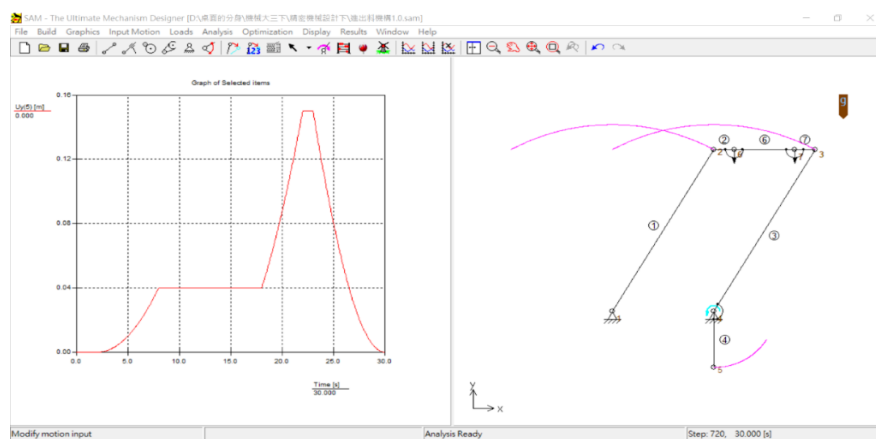 SAM - The Ultimate Mechanism Designer [D:\桌面的分身\機械大三下\精密機械設計下\進出料機構1.0.sam]
File Build Graphics Input Motion Loads Analysis Optimization Display Results Window Help
123
Graph of Selected items
Uy(5) [m]
0.000
0.16
0.12
0.08
0.04
0.00
0.0 5.0 10.0 15.0 20.0 25.0 30.0
Time [s]
30.000
g
② ⑥ ⑦
2 3
①
③
④
5
y
x
Modify motion input Analysis Ready Step: 720, 30.000 [s]